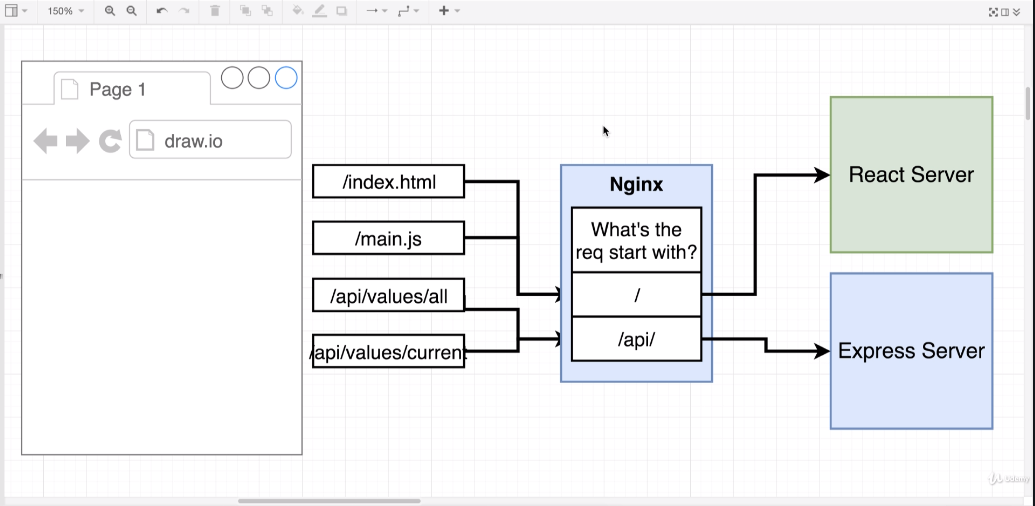 150%
Page 1
draw.io
/index.html
/main.js
/api/values/all
/api/values/current
Nginx
What's the
req start with?
/
/api/
React Server
Express Server
Udemy